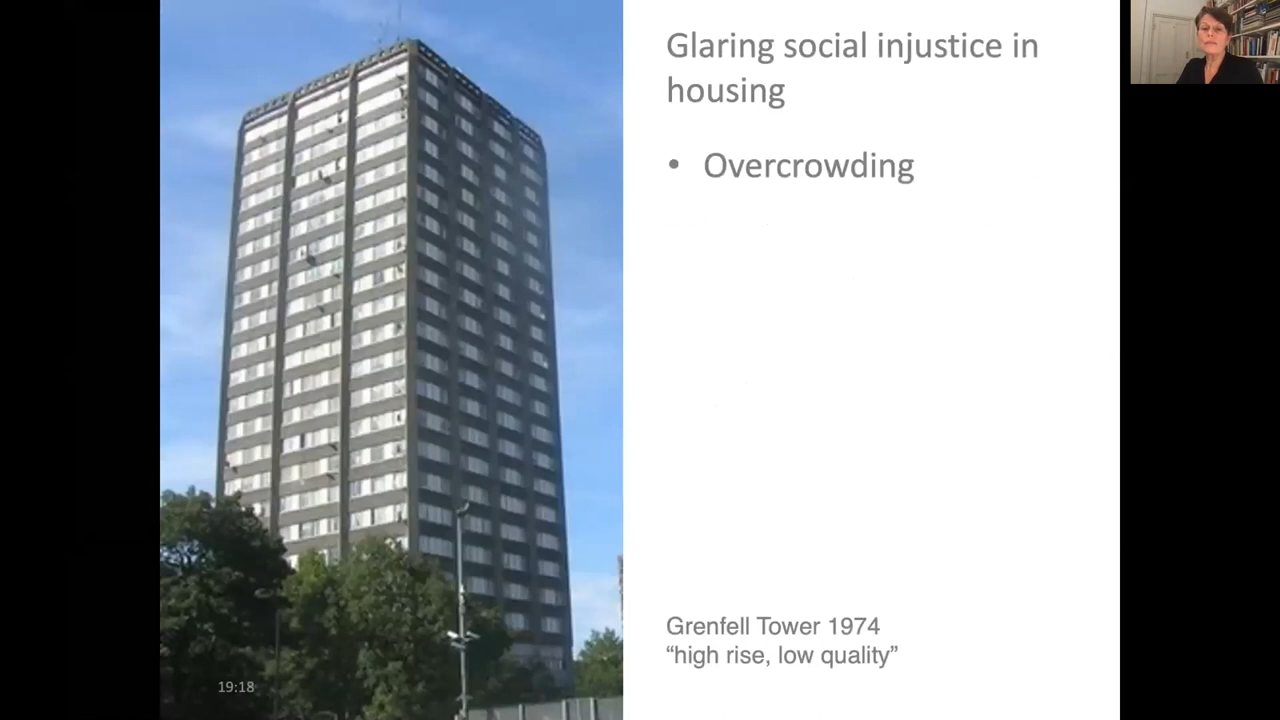 Glaring social injustice in
housing
• Overcrowding
Grenfell Tower 1974
“high rise, low quality”
19:18